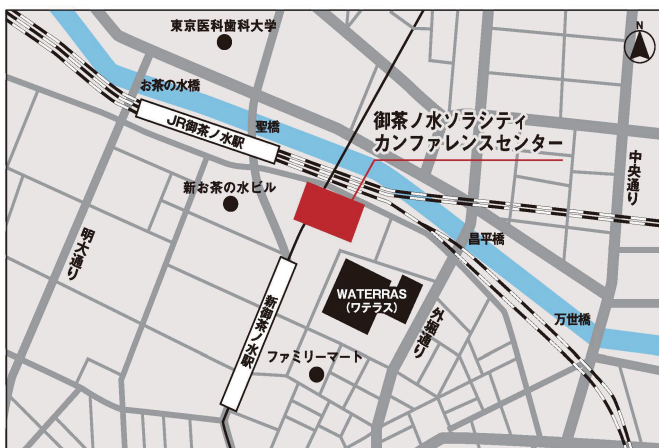 東京医科歯科大学
N
お茶の水橋
JR御茶ノ水駅
聖橋
御茶ノ水ソラシティ
カンファレンスセンター
中央通り
新お茶の水ビル
明大通り
昌平橋
WATERRAS
(ワテラス)
新御茶ノ水駅
外堀通り
万世橋
ファミリーマート